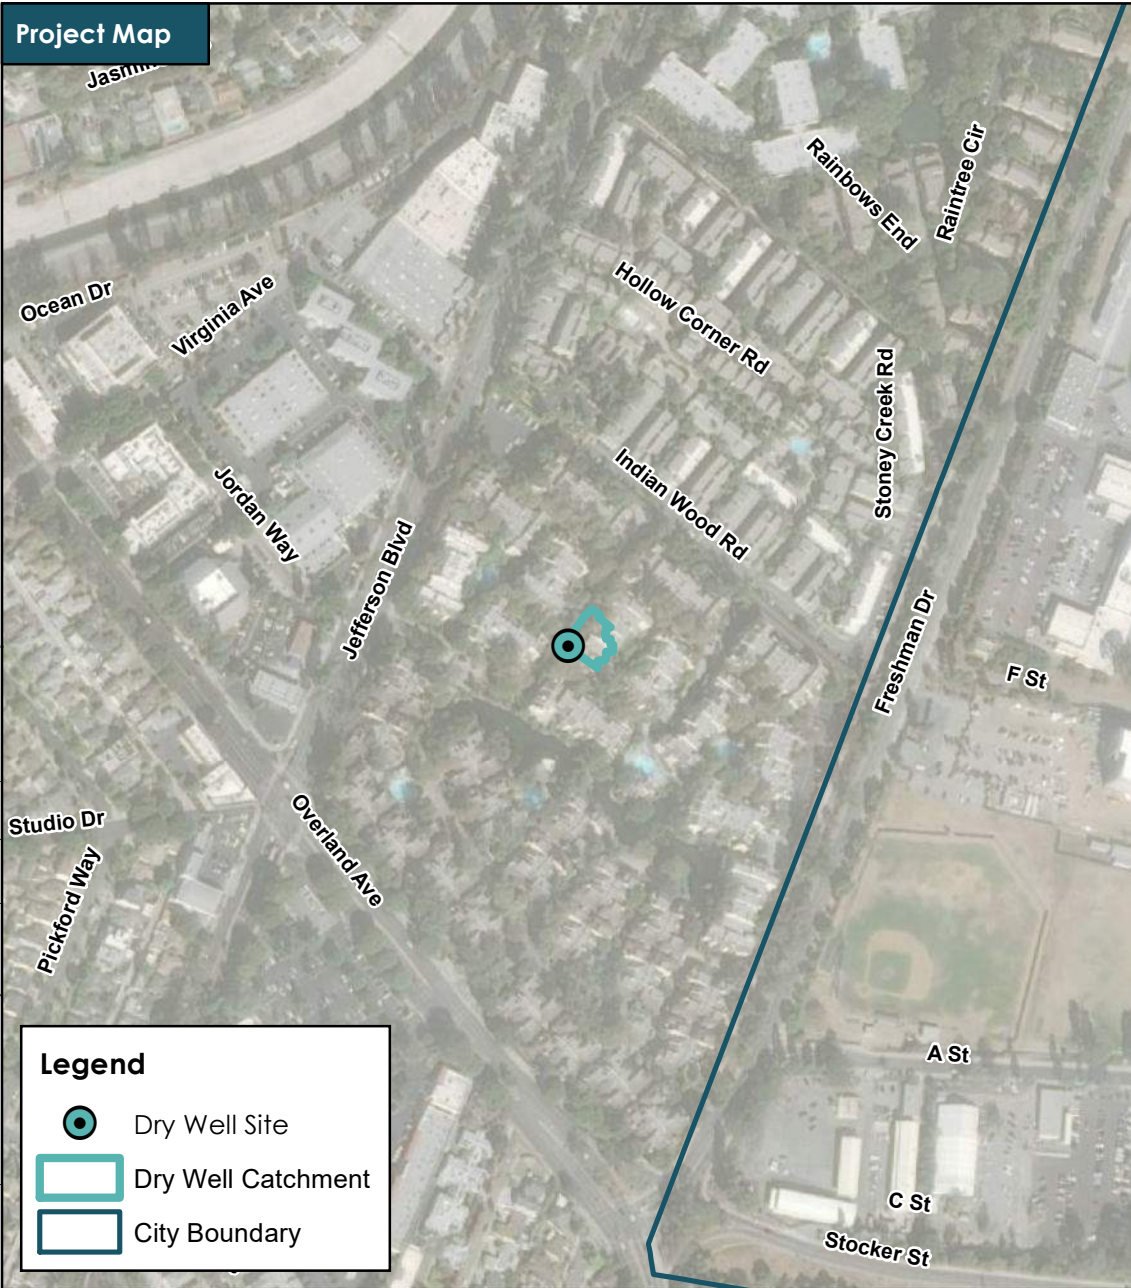 Project Map
Rainbows End
Raintree Cir
Ocean Dr
Virginia Ave
Hollow Corner Rd
Stoney Creek Rd
Jordan Way
Indian Wood Rd
Jefferson Blvd
Freshman Dr
F St
Studio Dr
Overland Ave
Pickford Way
A St
C St
Stocker St
Legend
Dry Well Site
Dry Well Catchment
City Boundary